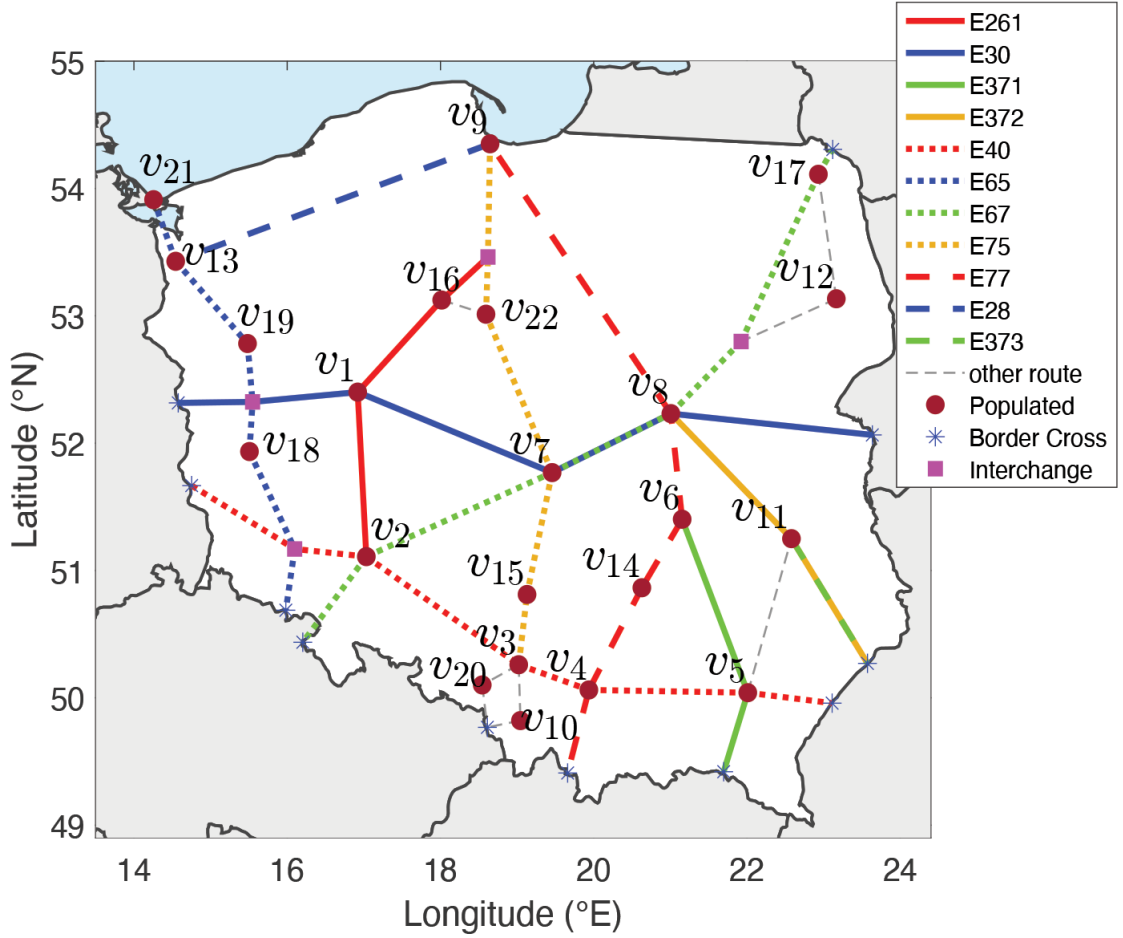 55
54
53
52
51
50
49
14
16
18
20
22
24
Latitude (°N)
Longitude (°E)
v9
v21
v17
v13
v16
v12
v19
v22
v1
v8
v18
v7
v6
v11
v2
v15
v14
v3
v20
v4
v5
v10
E261
E30
E371
E372
E40
E65
E67
E75
E77
E28
E373
other route
Populated
Border Cross
Interchange